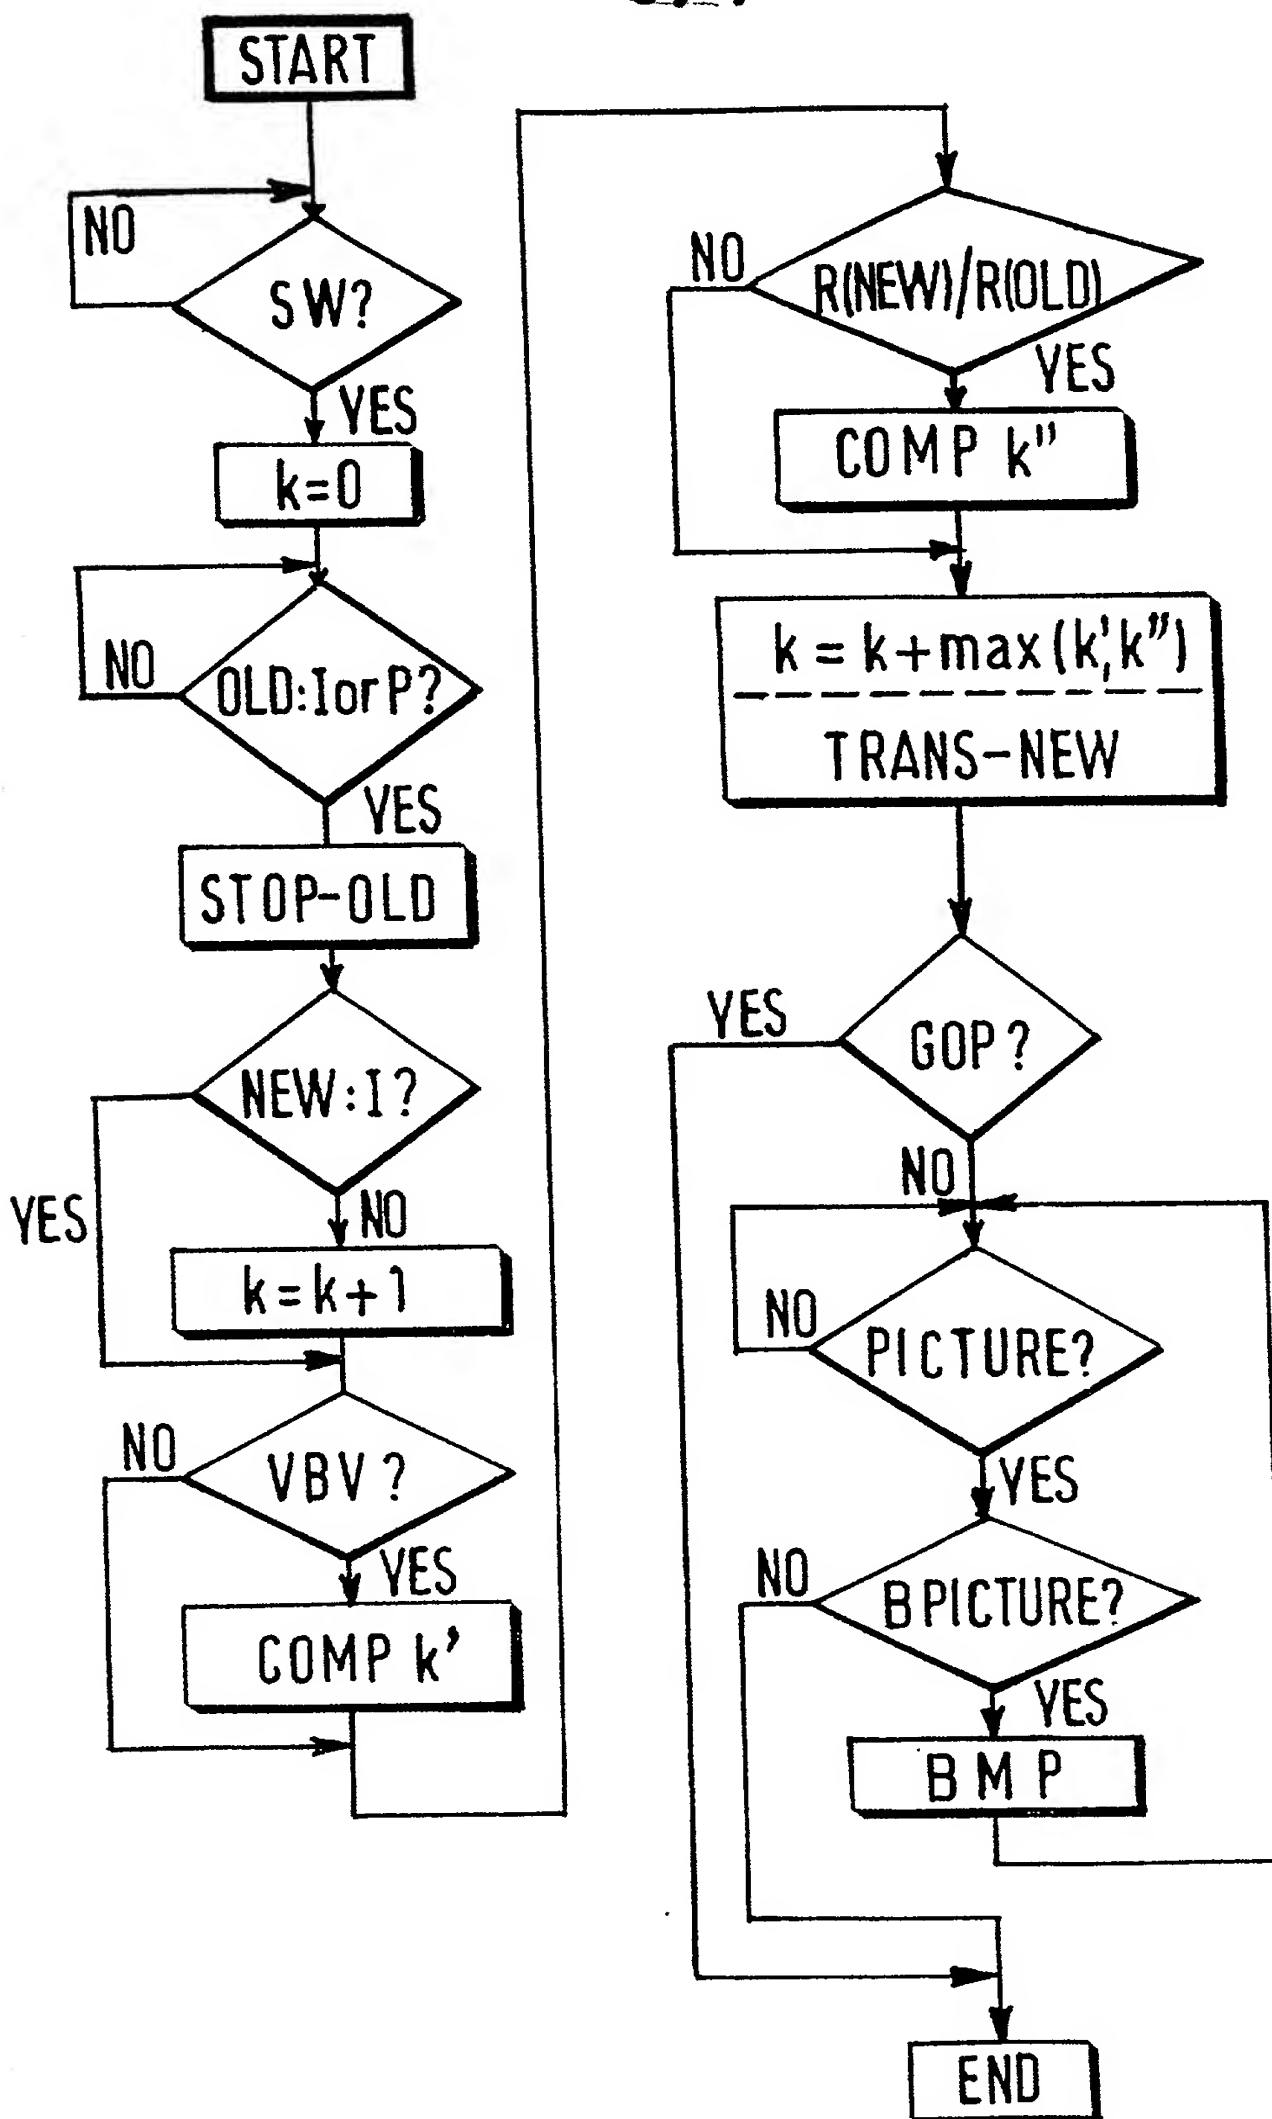 START
NO
SW?
YES
k=0
NO
OLD:I or P?
YES
STOP-OLD
NEW:I?
YES
NO
k=k+1
NO
VBV?
YES
COMP k'
NO
R(NEW)/R(OLD)
YES
COMP k"
k=k+max(k',k")
TRANS-NEW
YES
GOP?
NO
NO
PICTURE?
YES
NO
B PICTURE?
YES
BMP
END